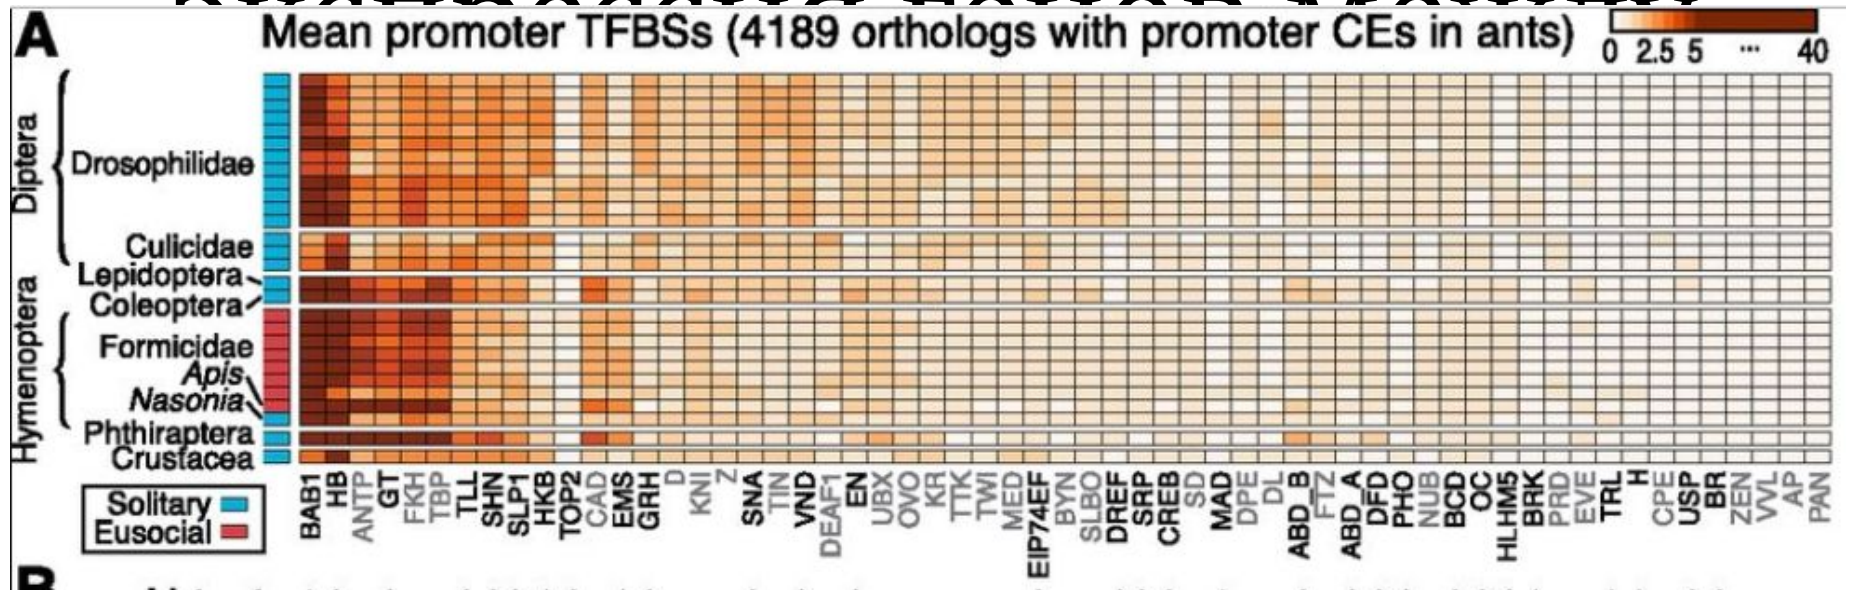 A Mean promoter TFBSs (4189 orthologs with promoter CEs in ants)
0 2.5 5 ... 40
Diptera
Drosophilidae
Culicidae
Lepidoptera
Coleoptera
Hymenoptera
Formicidae
Apis
Nasonia
Phthiraptera
Crustacea
Solitary
Eusocial
BAB1
HB
ANTP
GT
FKH
TBP
TLL
SHN
SLP1
HKB
TOP2
CAD
EMS
GRH
D
KNI
Z
SNA
TIN
VND
DEAF1
EN
UBX
OVO
KR
TTK
TWI
MED
EIP74EF
BYN
SLBO
DREF
SRP
CREB
SD
MAD
DPE
DL
ABD_B
FTZ
ABD_A
DFD
PHO
NUB
BCD
OC
HLHM5
BRK
PRD
EVE
TRL
H
CPE
USP
BR
ZEN
VVL
AP
PAN
B